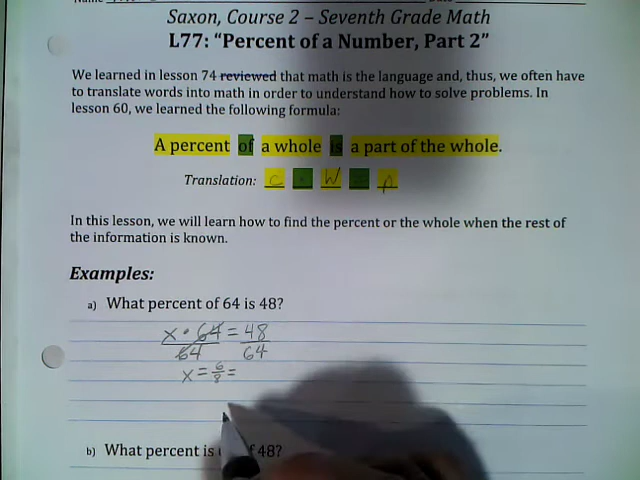 Saxon, Course 2 – Seventh Grade Math
L77: "Percent of a Number, Part 2"
We learned in lesson 74 reviewed that math is the language and, thus, we often have
to translate words into math in order to understand how to solve problems. In
lesson 60, we learned the following formula:
A percent of a whole is a part of the whole.
Translation: C · W = p
In this lesson, we will learn how to find the percent or the whole when the rest of
the information is known.
Examples:
a) What percent of 64 is 48?
x · 64 = 48
64 64
x = 6/8 =
b) What percent is of 48?